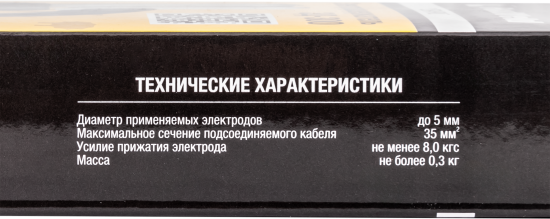 ТЕХНИЧЕСКИЕ ХАРАКТЕРИСТИКИ
Диаметр применяемых электродов до 5 мм
Максимальное сечение подсоединяемого кабеля 35 мм²
Усилие прижатия электрода не менее 8,0 кгс
Масса не более 0,3 кг